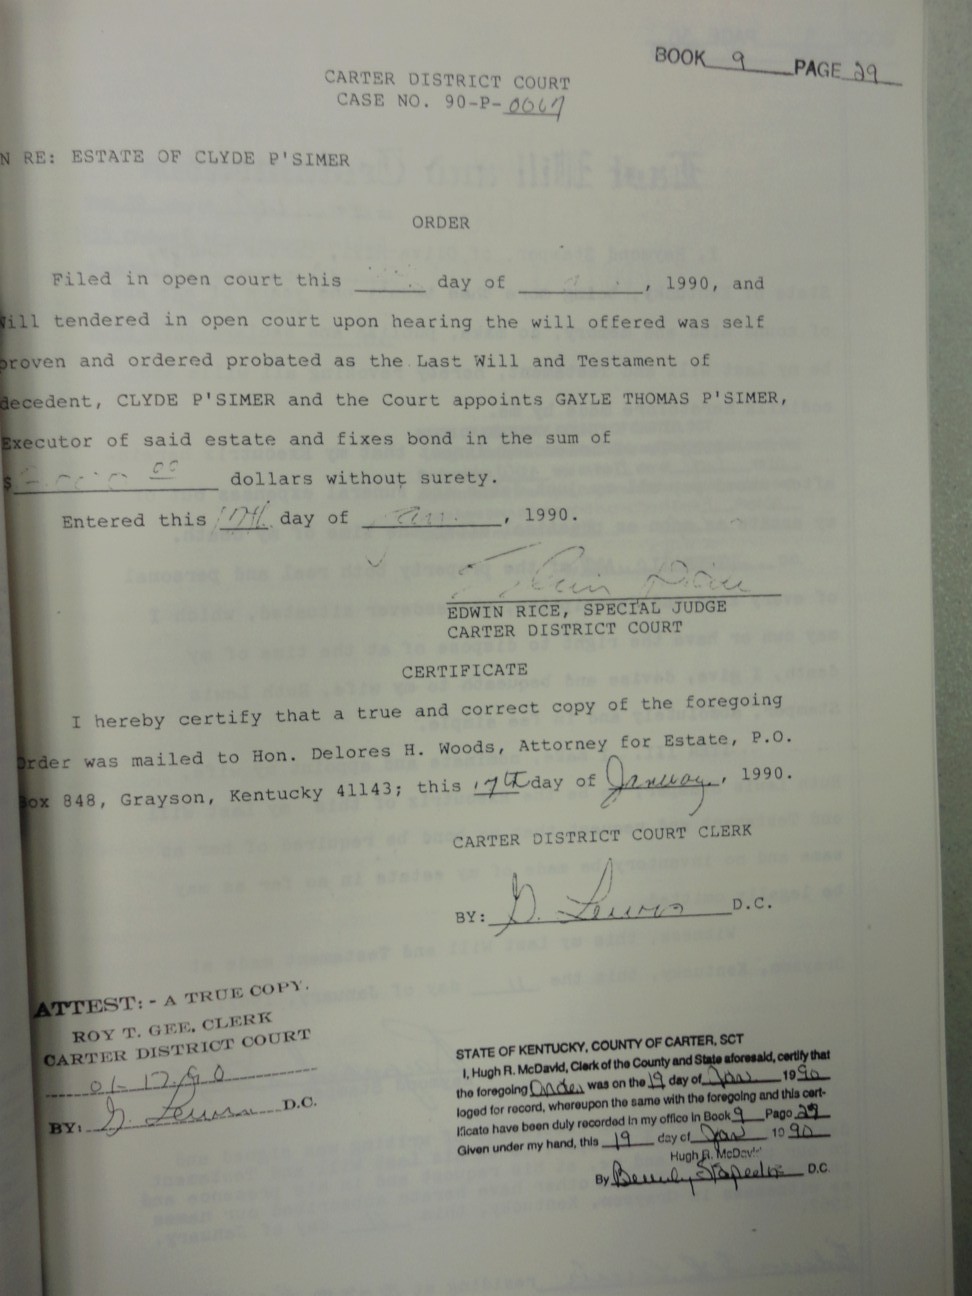 BOOK 9 PAGE 29
CARTER DISTRICT COURT
CASE NO. 90-P-0067
N RE: ESTATE OF CLYDE P'SIMER
ORDER
Filed in open court this day of , 1990, and
Will tendered in open court upon hearing the will offered was self
proven and ordered probated as the Last Will and Testament of
decedent, CLYDE P'SIMER and the Court appoints GAYLE THOMAS P'SIMER,
Executor of said estate and fixes bond in the sum of
$ dollars without surety.
Entered this 17th day of Jan. , 1990.
EDWIN RICE, SPECIAL JUDGE
CARTER DISTRICT COURT
CERTIFICATE
I hereby certify that a true and correct copy of the foregoing
Order was mailed to Hon. Delores H. Woods, Attorney for Estate, P.O.
Box 848, Grayson, Kentucky 41143; this 17th day of January, 1990.
CARTER DISTRICT COURT CLERK
BY: G. Lewis D.C.
ATTEST: - A TRUE COPY.
ROY T. GEE, CLERK
CARTER DISTRICT COURT
01-17-90
BY: G. Lewis D.C.
STATE OF KENTUCKY, COUNTY OF CARTER, SCT
I, Hugh R. McDavid, Clerk of the County and State aforesaid, certify that
the foregoing Order was on the 19 day of Jan 1990
loged for record, whereupon the same with the foregoing and this cert-
ificate have been duly recorded in my office in Book 9 Page 29
Given under my hand, this 19 day of Jan 1990
Hugh R. McDavid
By Beverly D.C.